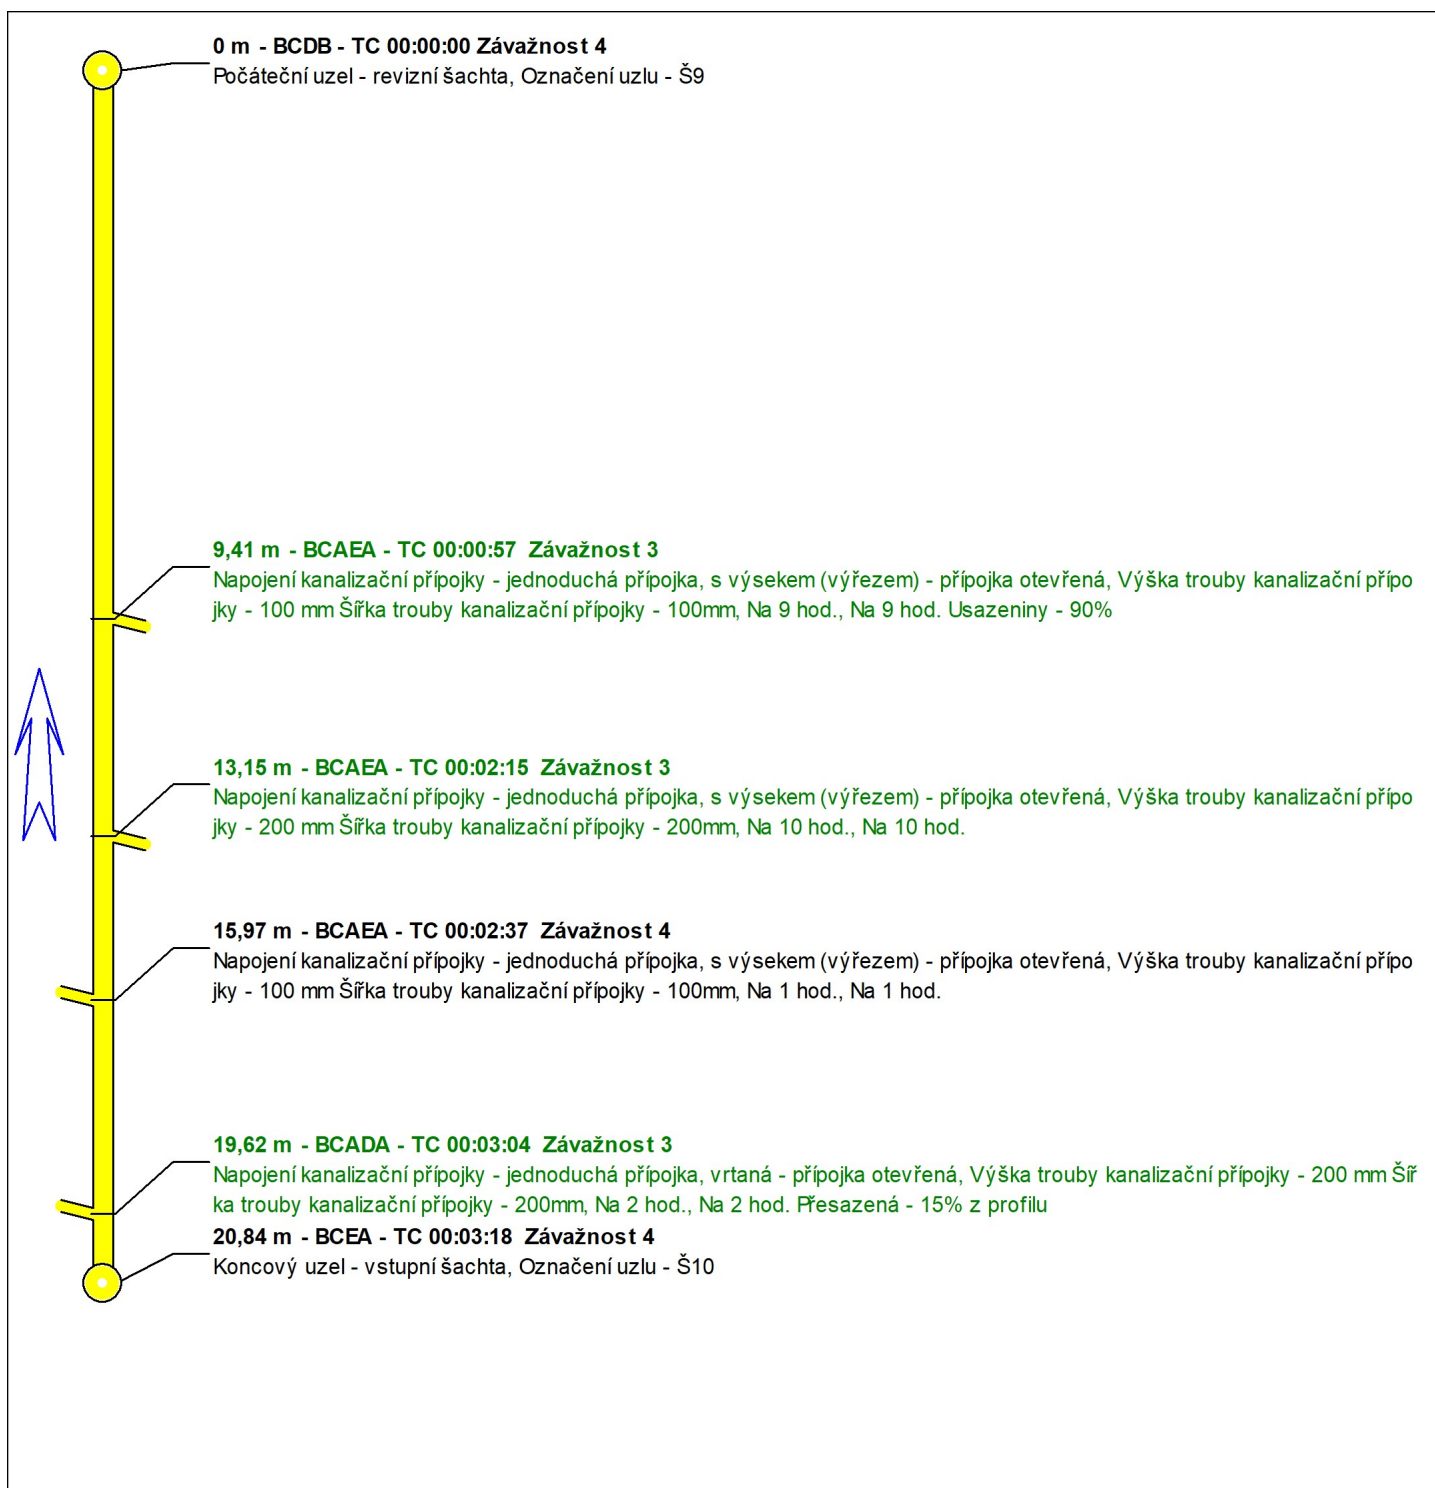 0 m - BCDB - TC 00:00:00 Závažnost 4
Počáteční uzel - revizní šachta, Označení uzlu - Š9
9,41 m - BCAEA - TC 00:00:57 Závažnost 3
Napojení kanalizační přípojky - jednoduchá přípojka, s výsekem (výřezem) - přípojka otevřená, Výška trouby kanalizační přípo
jky - 100 mm Šířka trouby kanalizační přípojky - 100mm, Na 9 hod., Na 9 hod. Usazeniny - 90%
13,15 m - BCAEA - TC 00:02:15 Závažnost 3
Napojení kanalizační přípojky - jednoduchá přípojka, s výsekem (výřezem) - přípojka otevřená, Výška trouby kanalizační přípo
jky - 200 mm Šířka trouby kanalizační přípojky - 200mm, Na 10 hod., Na 10 hod.
15,97 m - BCAEA - TC 00:02:37 Závažnost 4
Napojení kanalizační přípojky - jednoduchá přípojka, s výsekem (výřezem) - přípojka otevřená, Výška trouby kanalizační přípo
jky - 100 mm Šířka trouby kanalizační přípojky - 100mm, Na 1 hod., Na 1 hod.
19,62 m - BCADA - TC 00:03:04 Závažnost 3
Napojení kanalizační přípojky - jednoduchá přípojka, vrtaná - přípojka otevřená, Výška trouby kanalizační přípojky - 200 mm Šíř
ka trouby kanalizační přípojky - 200mm, Na 2 hod., Na 2 hod. Přesazená - 15% z profilu
20,84 m - BCEA - TC 00:03:18 Závažnost 4
Koncový uzel - vstupní šachta, Označení uzlu - Š10